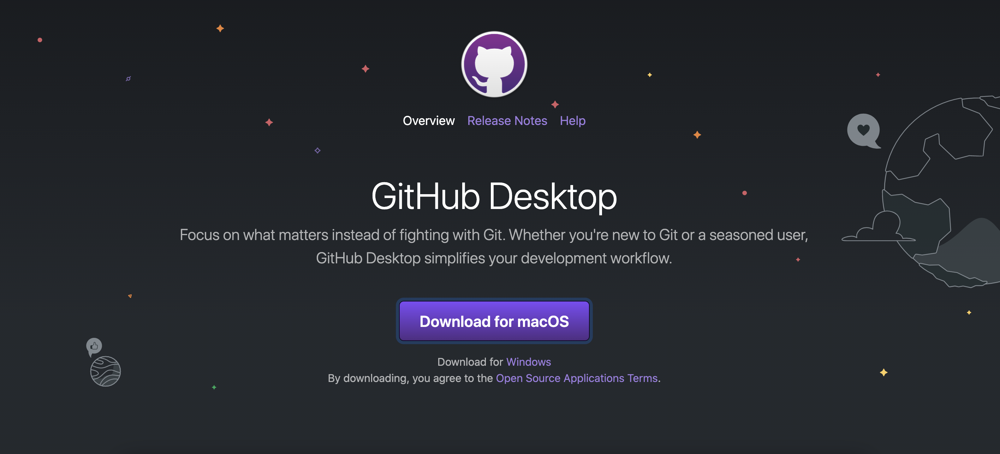 Overview Release Notes Help
GitHub Desktop
Focus on what matters instead of fighting with Git. Whether you're new to Git or a seasoned user,
GitHub Desktop simplifies your development workflow.
Download for macOS
Download for Windows
By downloading, you agree to the Open Source Applications Terms.